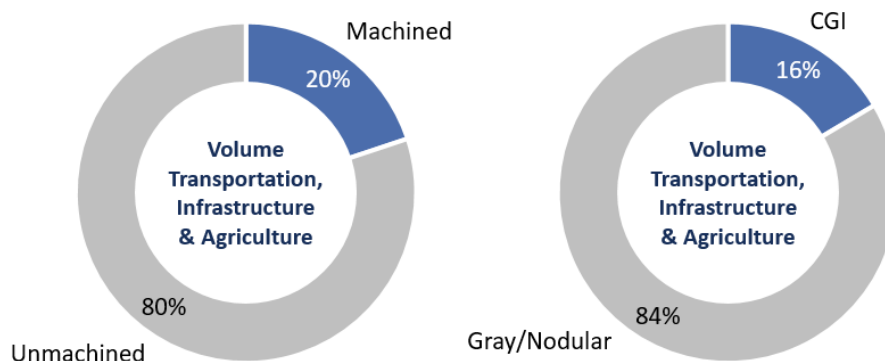 Machined
20%
Volume
Transportation,
Infrastructure
& Agriculture
80%
Unmachined
CGI
16%
Volume
Transportation,
Infrastructure
& Agriculture
84%
Gray/Nodular